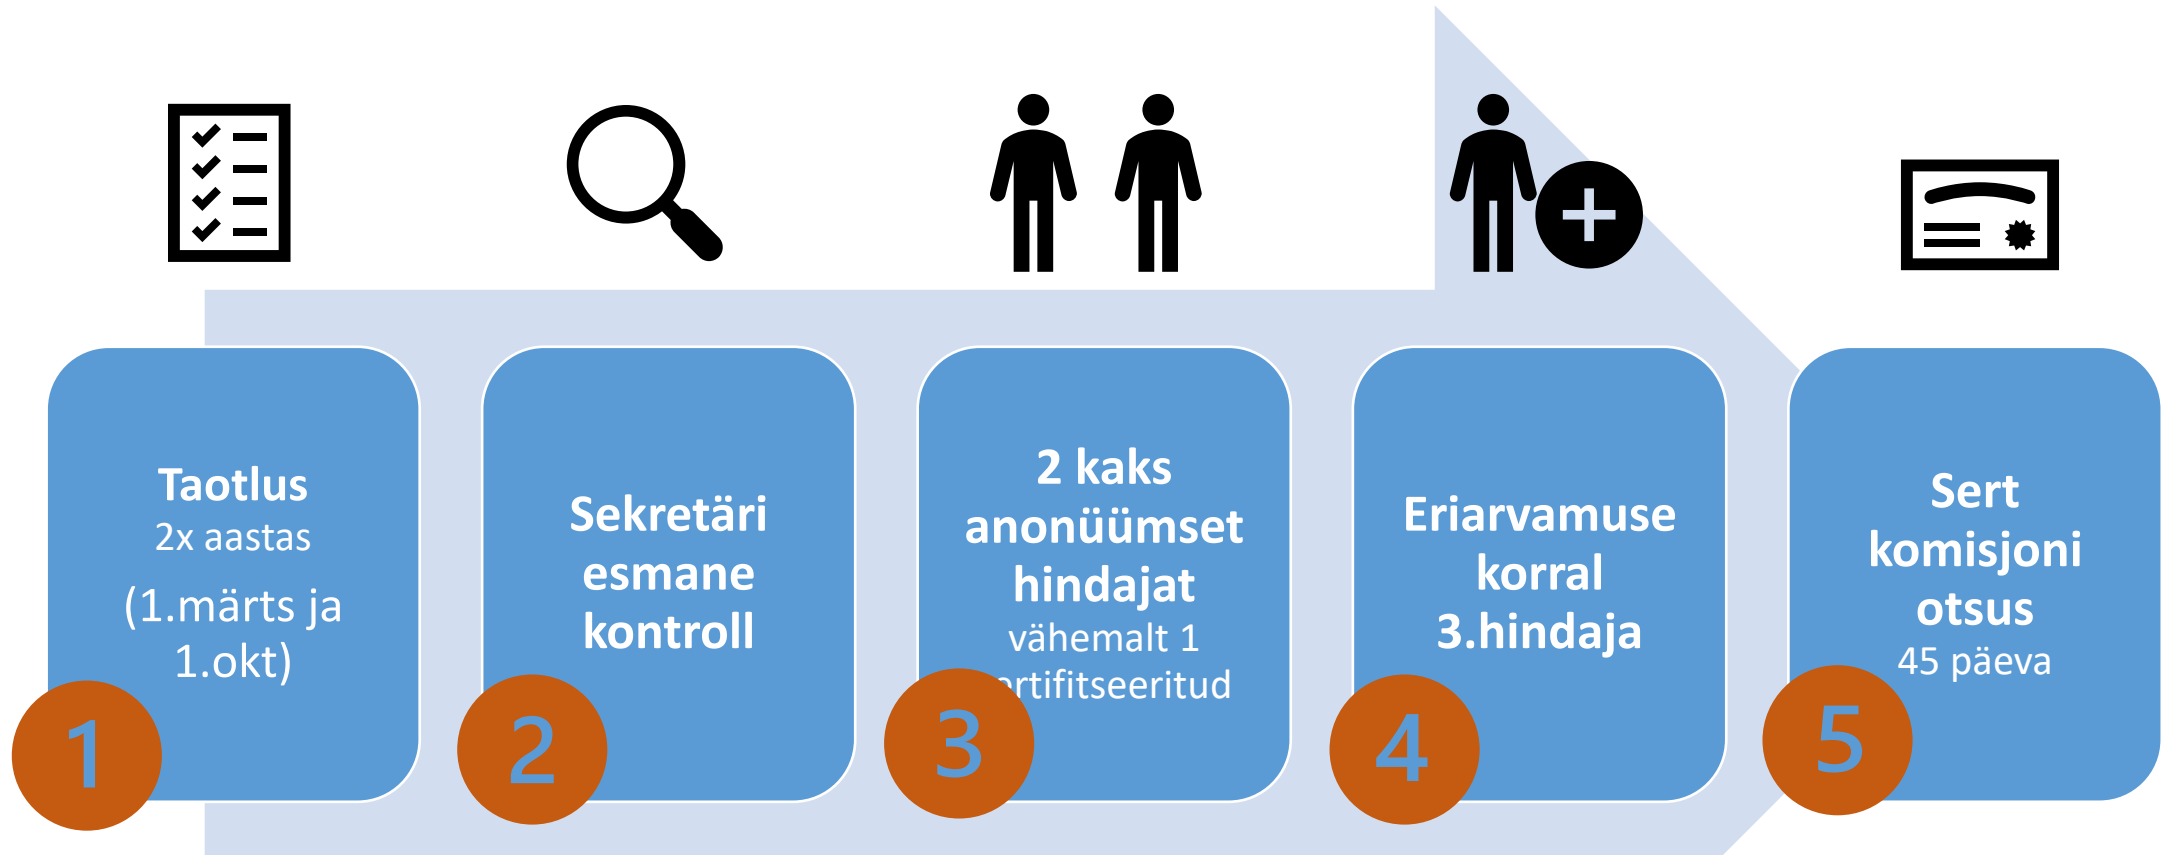 Taotlus
2x aastas
(1.märts ja
1.okt)
1
Sekretäri
esmane
kontroll
2
2 kaks
anonüümset
hindajat
vähemalt 1
ertifitseeritud
3
Eriarvamuse
korral
3.hindaja
4
Sert
komisjoni
otsus
45 päeva
5